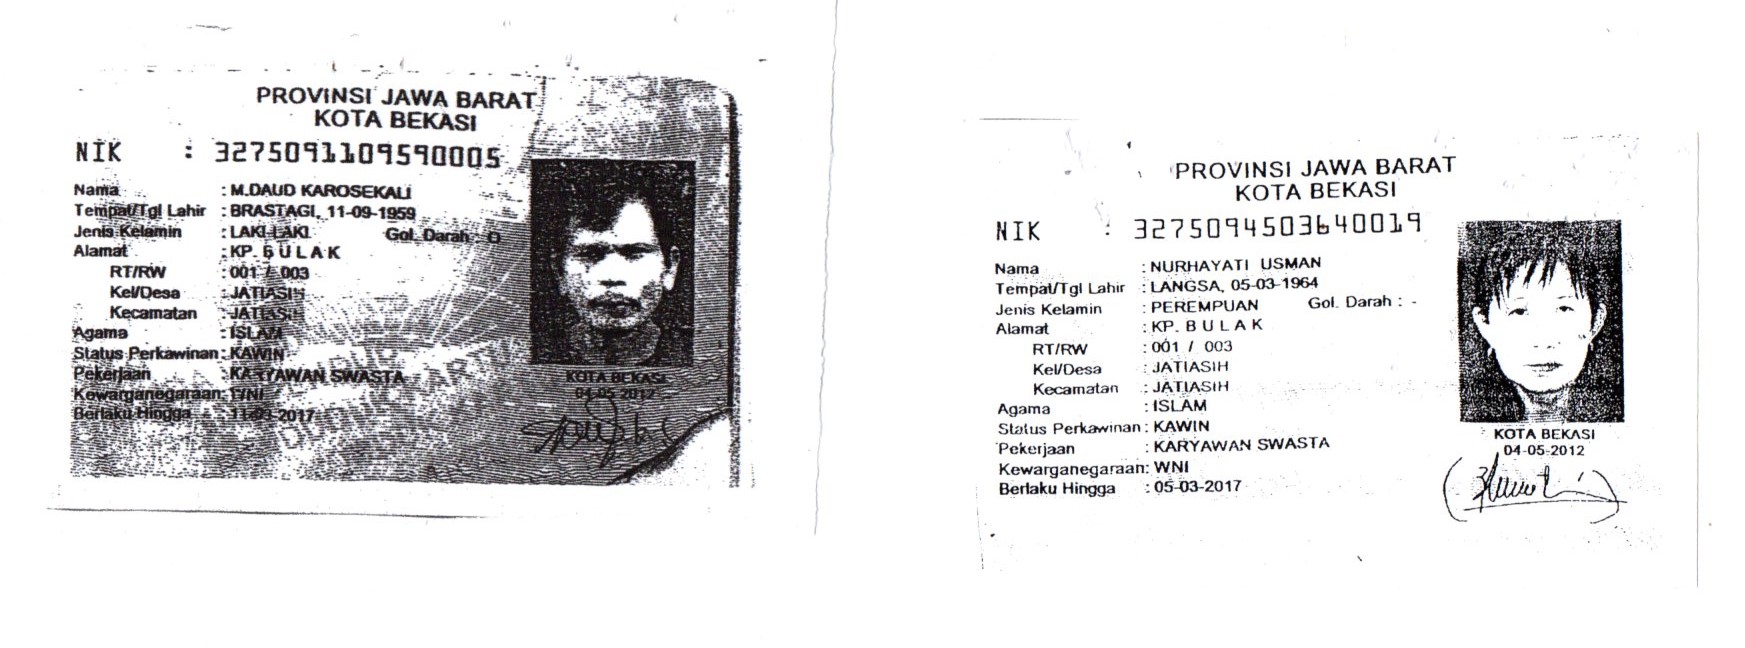 PROVINSI JAWA BARAT
KOTA BEKASI
NIK : 3275091109590005
Nama : M.DAUD KAROSEKALI
Tempat/Tgl Lahir : BRASTAGI, 11-09-1959
Jenis Kelamin : LAKI-LAKI Gol. Darah : O
Alamat : KP. B U L A K
RT/RW : 001 / 003
Kel/Desa : JATIASIH
Kecamatan : JATIASIH
Agama : ISLAM
Status Perkawinan : KAWIN
Pekerjaan : KARYAWAN SWASTA
Kewarganegaraan: WNI
Berlaku Hingga : 11-09-2017
KOTA BEKASI
04-05-2012
PROVINSI JAWA BARAT
KOTA BEKASI
NIK : 3275094503640019
Nama : NURHAYATI USMAN
Tempat/Tgl Lahir : LANGSA, 05-03-1964
Jenis Kelamin : PEREMPUAN Gol. Darah : -
Alamat : KP. B U L A K
RT/RW : 001 / 003
Kel/Desa : JATIASIH
Kecamatan : JATIASIH
Agama : ISLAM
Status Perkawinan : KAWIN
Pekerjaan : KARYAWAN SWASTA
Kewarganegaraan: WNI
Berlaku Hingga : 05-03-2017
KOTA BEKASI
04-05-2012